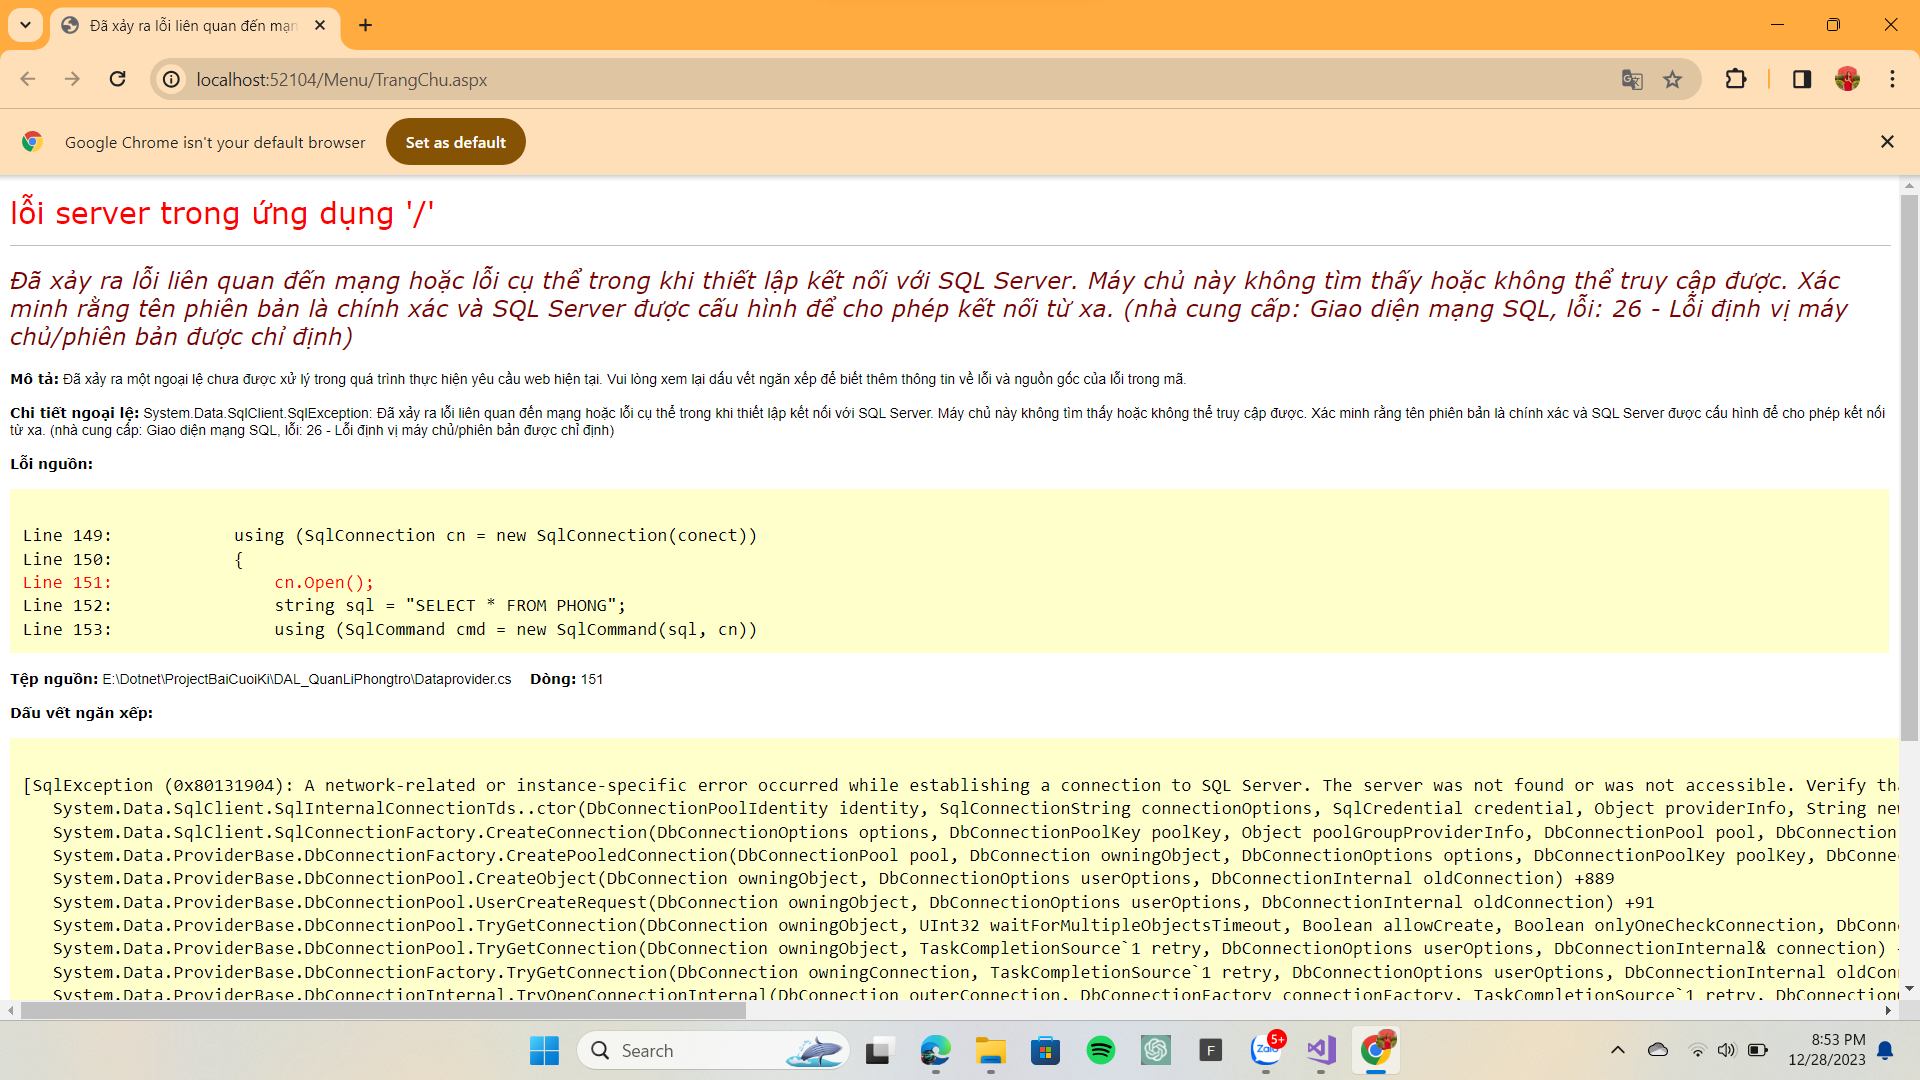 Đã xảy ra lỗi liên quan đến mạn
localhost:52104/Menu/TrangChu.aspx
Google Chrome isn't your default browser
Set as default
lỗi server trong ứng dụng '/'
Đã xảy ra lỗi liên quan đến mạng hoặc lỗi cụ thể trong khi thiết lập kết nối với SQL Server. Máy chủ này không tìm thấy hoặc không thể truy cập được. Xác
minh rằng tên phiên bản là chính xác và SQL Server được cấu hình để cho phép kết nối từ xa. (nhà cung cấp: Giao diện mạng SQL, lỗi: 26 - Lỗi định vị máy
chủ/phiên bản được chỉ định)
Mô tả: Đã xảy ra một ngoại lệ chưa được xử lý trong quá trình thực hiện yêu cầu web hiện tại. Vui lòng xem lại dấu vết ngăn xếp để biết thêm thông tin về lỗi và nguồn gốc của lỗi trong mã.
Chi tiết ngoại lệ: System.Data.SqlClient.SqlException: Đã xảy ra lỗi liên quan đến mạng hoặc lỗi cụ thể trong khi thiết lập kết nối với SQL Server. Máy chủ này không tìm thấy hoặc không thể truy cập được. Xác minh rằng tên phiên bản là chính xác và SQL Server được cấu hình để cho phép kết nối
từ xa. (nhà cung cấp: Giao diện mạng SQL, lỗi: 26 - Lỗi định vị máy chủ/phiên bản được chỉ định)
Lỗi nguồn:
Line 149:            using (SqlConnection cn = new SqlConnection(conect))
Line 150:            {
Line 151:                cn.Open();
Line 152:                string sql = "SELECT * FROM PHONG";
Line 153:                using (SqlCommand cmd = new SqlCommand(sql, cn))
Tệp nguồn: E:\Dotnet\ProjectBaiCuoiKi\DAL_QuanLiPhongtro\Dataprovider.cs    Dòng: 151
Dấu vết ngăn xếp:
[SqlException (0x80131904): A network-related or instance-specific error occurred while establishing a connection to SQL Server. The server was not found or was not accessible. Verify tha
System.Data.SqlClient.SqlInternalConnectionTds..ctor(DbConnectionPoolIdentity identity, SqlConnectionString connectionOptions, SqlCredential credential, Object providerInfo, String new
System.Data.SqlClient.SqlConnectionFactory.CreateConnection(DbConnectionOptions options, DbConnectionPoolKey poolKey, Object poolGroupProviderInfo, DbConnectionPool pool, DbConnection
System.Data.ProviderBase.DbConnectionFactory.CreatePooledConnection(DbConnectionPool pool, DbConnection owningObject, DbConnectionOptions options, DbConnectionPoolKey poolKey, DbConnec
System.Data.ProviderBase.DbConnectionPool.CreateObject(DbConnection owningObject, DbConnectionOptions userOptions, DbConnectionInternal oldConnection) +889
System.Data.ProviderBase.DbConnectionPool.UserCreateRequest(DbConnection owningObject, DbConnectionOptions userOptions, DbConnectionInternal oldConnection) +91
System.Data.ProviderBase.DbConnectionPool.TryGetConnection(DbConnection owningObject, UInt32 waitForMultipleObjectsTimeout, Boolean allowCreate, Boolean onlyOneCheckConnection, DbConn
System.Data.ProviderBase.DbConnectionPool.TryGetConnection(DbConnection owningObject, TaskCompletionSource`1 retry, DbConnectionOptions userOptions, DbConnectionInternal& connection)
System.Data.ProviderBase.DbConnectionFactory.TryGetConnection(DbConnection owningConnection, TaskCompletionSource`1 retry, DbConnectionOptions userOptions, DbConnectionInternal oldConn
System.Data.ProviderBase.DbConnectionInternal.TryOpenConnectionInternal(DbConnection outerConnection, DbConnectionFactory connectionFactory, TaskCompletionSource`1 retry, DbConnectionO
Search
F
Zalo
5+
8:53 PM
12/28/2023